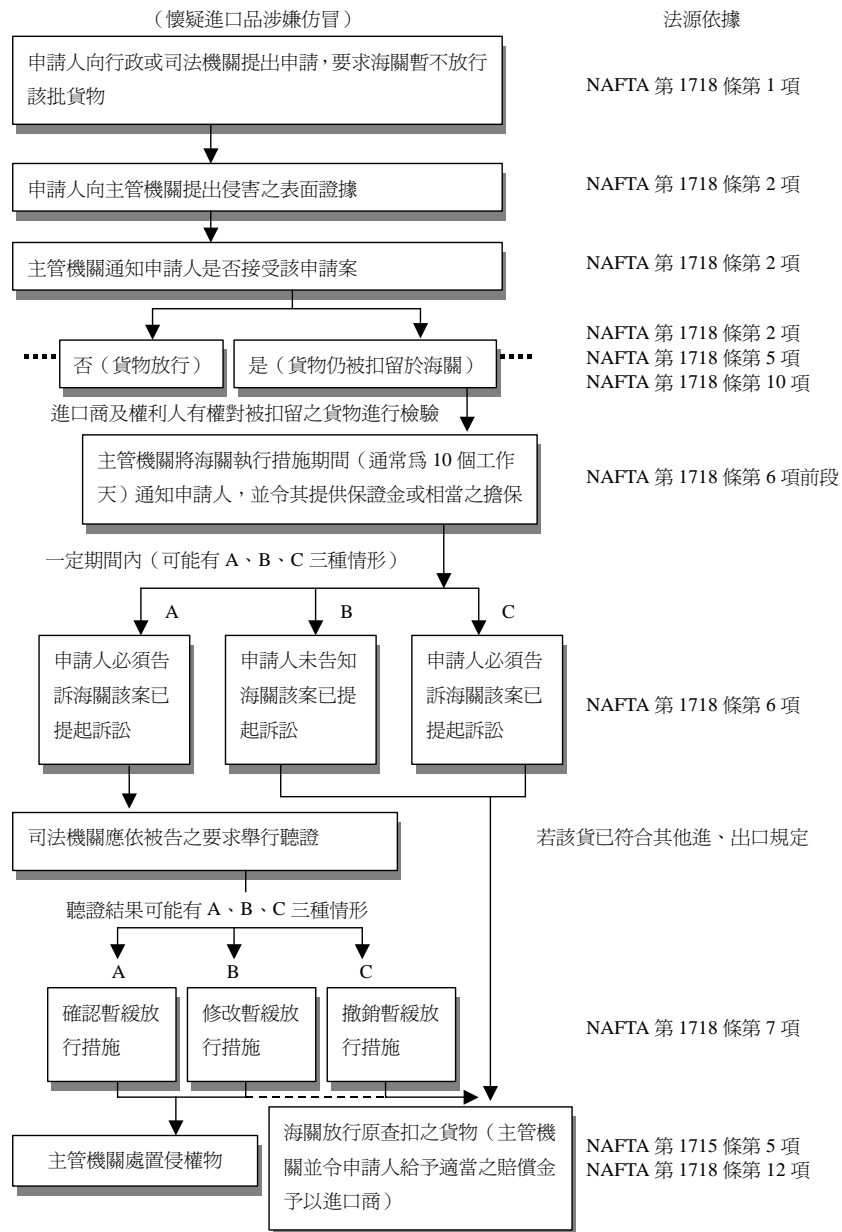 （懷疑進口品涉嫌仿冒）
法源依據
申請人向行政或司法機關提出申請，要求海關暫不放行
該批貨物
NAFTA 第 1718 條第 1 項
申請人向主管機關提出侵害之表面證據
NAFTA 第 1718 條第 2 項
主管機關通知申請人是否接受該申請案
NAFTA 第 1718 條第 2 項
否（貨物放行）
是（貨物仍被扣留於海關）
NAFTA 第 1718 條第 2 項
NAFTA 第 1718 條第 5 項
NAFTA 第 1718 條第 10 項
進口商及權利人有權對被扣留之貨物進行檢驗
主管機關將海關執行措施期間（通常爲 10 個工作
天）通知申請人，並令其提供保證金或相當之擔保
NAFTA 第 1718 條第 6 項前段
一定期間內（可能有 A、B、C 三種情形）
A
B
C
申請人必須告
訴海關該案已
提起訴訟
申請人未告知
海關該案已提
起訴訟
申請人必須告
訴海關該案已
提起訴訟
NAFTA 第 1718 條第 6 項
司法機關應依被告之要求舉行聽證
若該貨已符合其他進、出口規定
聽證結果可能有 A、B、C 三種情形
A
B
C
確認暫緩放
行措施
修改暫緩放
行措施
撤銷暫緩放
行措施
NAFTA 第 1718 條第 7 項
主管機關處置侵權物
海關放行原查扣之貨物（主管機
關並令申請人給予適當之賠償金
予以進口商）
NAFTA 第 1715 條第 5 項
NAFTA 第 1718 條第 12 項